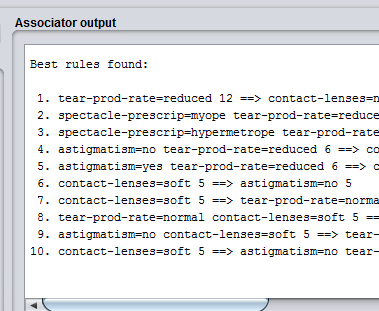 Associator output
Best rules found:
1. tear-prod-rate=reduced 12 ==> contact-lenses=n
2. spectacle-prescrip=myope tear-prod-rate=reduce
3. spectacle-prescrip=hypermetrope tear-prod-rate
4. astigmatism=no tear-prod-rate=reduced 6 ==> co
5. astigmatism=yes tear-prod-rate=reduced 6 ==> c
6. contact-lenses=soft 5 ==> astigmatism=no 5
7. contact-lenses=soft 5 ==> tear-prod-rate=norma
8. tear-prod-rate=normal contact-lenses=soft 5 ==
9. astigmatism=no contact-lenses=soft 5 ==> tear-
10. contact-lenses=soft 5 ==> astigmatism=no tear-